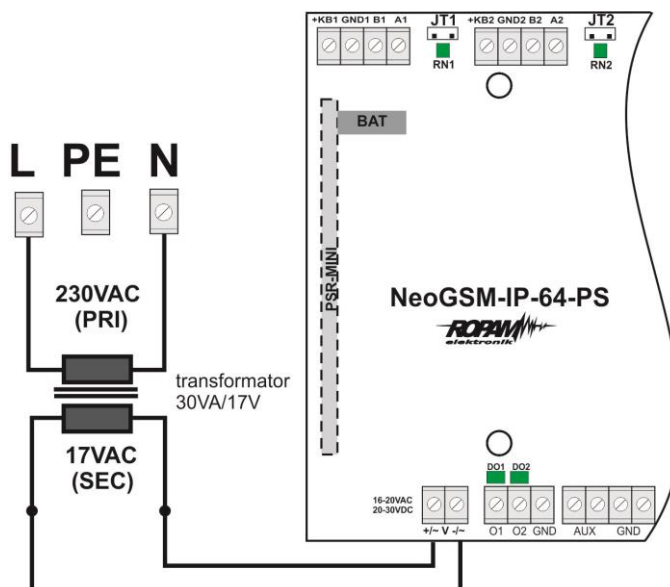 +KB1 GND1 B1 A1
JT1
RN1
+KB2 GND2 B2 A2
JT2
RN2
BAT
L PE N
PSR-MINI
230VAC
(PRI)
NeoGSM-IP-64-PS
ROPAM
elektronik
transformator
30VA/17V
17VAC
(SEC)
DO1 DO2
16-20VAC
20-30VDC
+/~ V -/~
O1 O2 GND
AUX GND